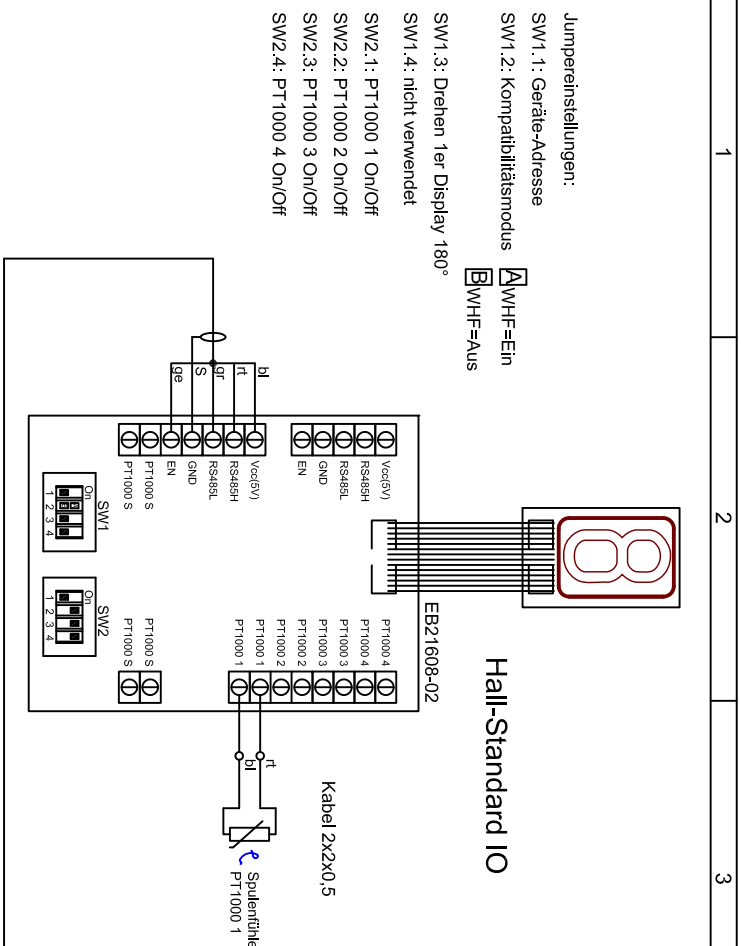 1
2
3
Jumpereinstellungen:
SW1.1: Geräte-Adresse
SW1.2: Kompatibilitätsmodus
A WHF=Ein
B WHF=Aus
SW1.3: Drehen 1er Display 180°
SW1.4: nicht verwendet
SW2.1: PT1000 1 On/Off
SW2.2: PT1000 2 On/Off
SW2.3: PT1000 3 On/Off
SW2.4: PT1000 4 On/Off
Hall-Standard IO
EB21608-02
Vcc(5V)
RS485H
RS485L
GND
EN
bl
rt
gr
S
ge
Vcc(5V)
RS485H
RS485L
GND
EN
PT1000 S
PT1000 S
PT1000 4
PT1000 4
PT1000 3
PT1000 3
PT1000 2
PT1000 2
PT1000 1
PT1000 1
PT1000 S
PT1000 S
SW1
On
1 2 3 4
SW2
On
1 2 3 4
rt
bl
Kabel 2x2x0,5
Spulenfühle
PT1000 1